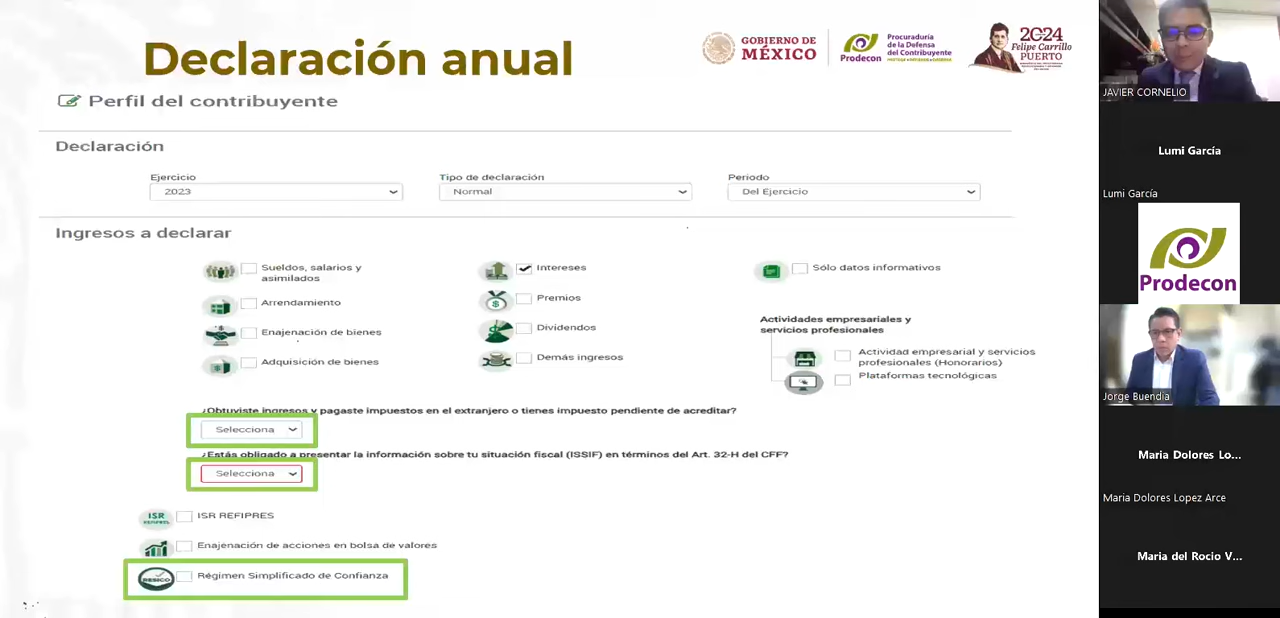 Declaración anual
GOBIERNO DE
MÉXICO
Prodecon
Procuraduría
de la Defensa
del Contribuyente
2024
Felipe Carrillo
PUERTO
Perfil del contribuyente
Declaración
Ejercicio
2023
Tipo de declaración
Normal
Periodo
Del Ejercicio
Ingresos a declarar
Sueldos, salarios y
asimilados
Arrendamiento
Enajenación de bienes
Adquisición de bienes
Intereses
Premios
Dividendos
Demás ingresos
Sólo datos informativos
Actividades empresariales y
servicios profesionales
Actividad empresarial y servicios
profesionales (Honorarios)
Plataformas tecnológicas
¿Obtuviste ingresos y pagaste impuestos en el extranjero o tienes impuesto pendiente de acreditar?
Selecciona
¿Estás obligado a presentar la información sobre tu situación fiscal (ISSIF) en términos del Art. 32-H del CFF?
Selecciona
ISR
REFIPRES
ISR REFIPRES
Enajenación de acciones en bolsa de valores
RESICO
Régimen Simplificado de Confianza
JAVIER CORNELIO
Lumi García
Lumi García
Prodecon
Jorge Buendia
Maria Dolores Lo...
Maria Dolores Lopez Arce
Maria del Rocio V...